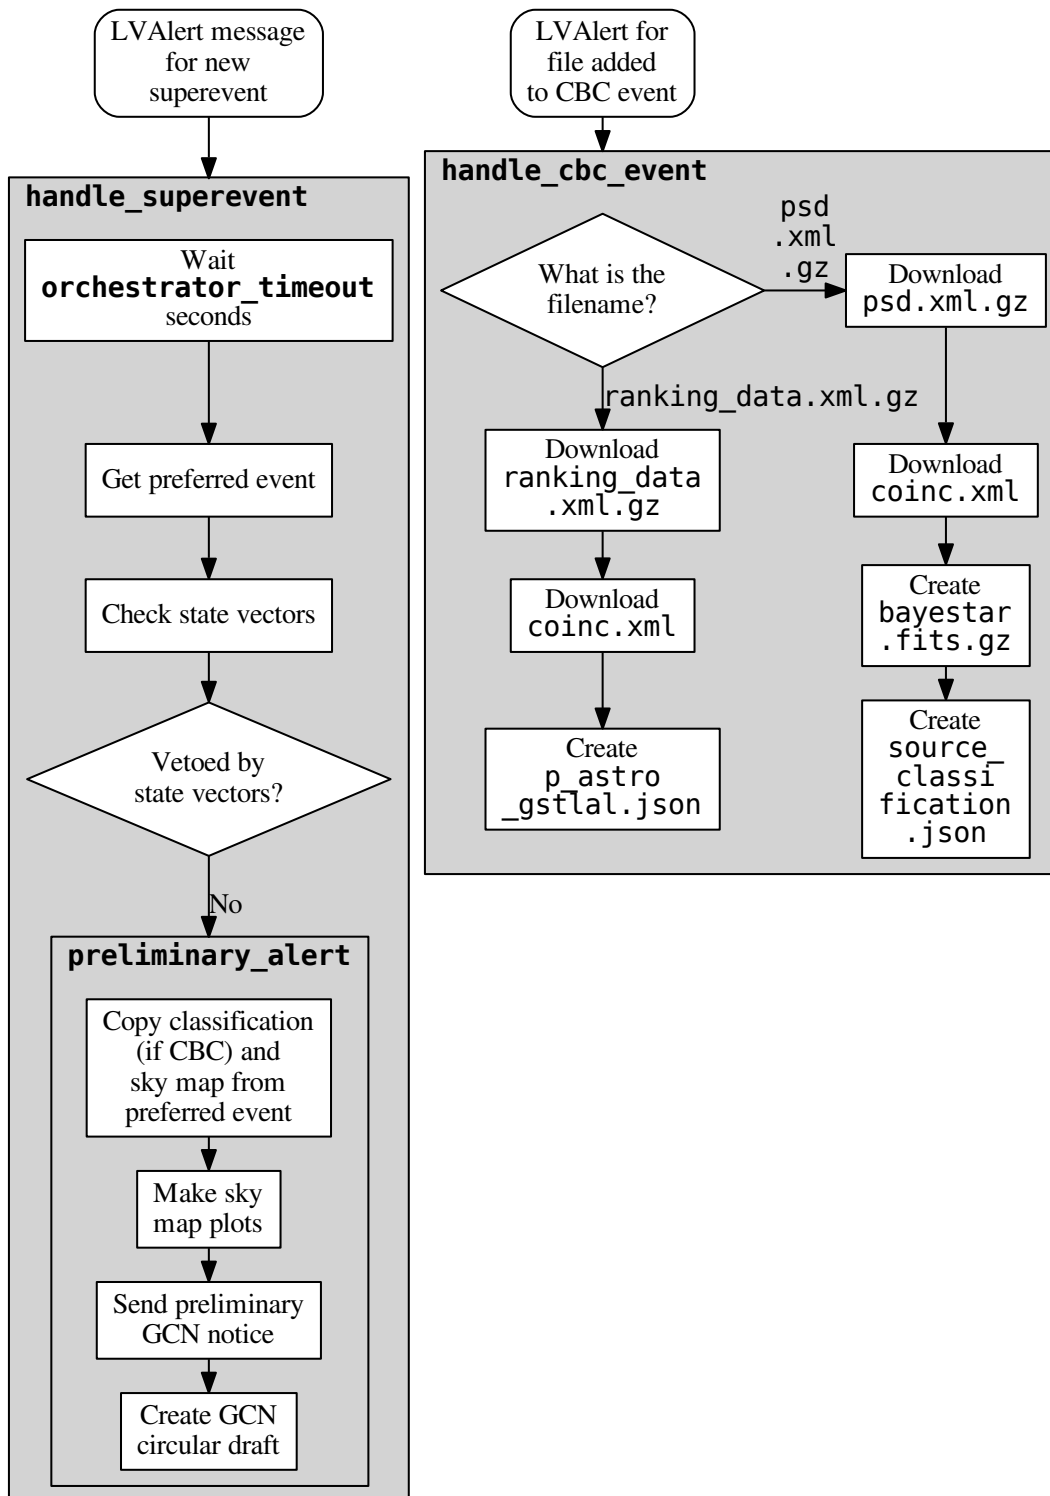 LVAlert message
for new
superevent
handle_superevent
Wait
orchestrator_timeout
seconds
Get preferred event
Check state vectors
Vetoed by
state vectors?
No
preliminary_alert
Copy classification
(if CBC) and
sky map from
preferred event
Make sky
map plots
Send preliminary
GCN notice
Create GCN
circular draft
LVAlert for
file added
to CBC event
handle_cbc_event
What is the
filename?
psd
.xml
.gz
ranking_data.xml.gz
Download
ranking_data
.xml.gz
Download
coinc.xml
Create
p_astro
_gstlal.json
Download
psd.xml.gz
Download
coinc.xml
Create
bayestar
.fits.gz
Create
source_
classi
fication
.json